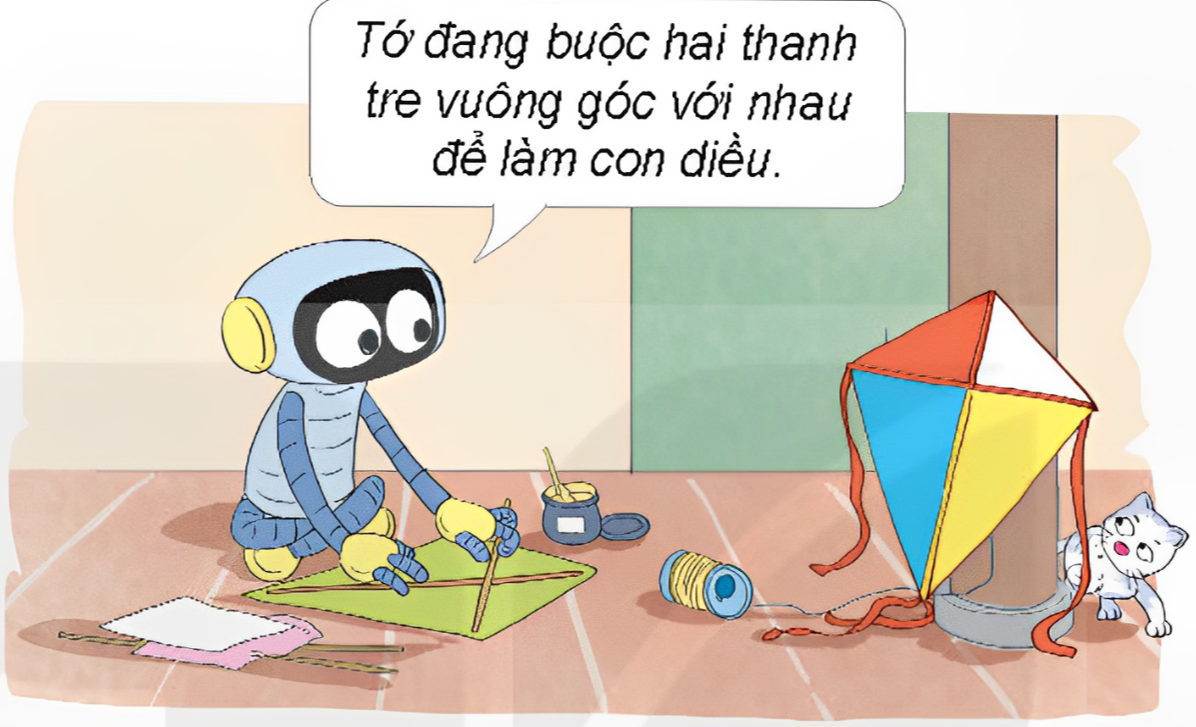 Tớ đang buộc hai thanh
tre vuông góc với nhau
để làm con diều.